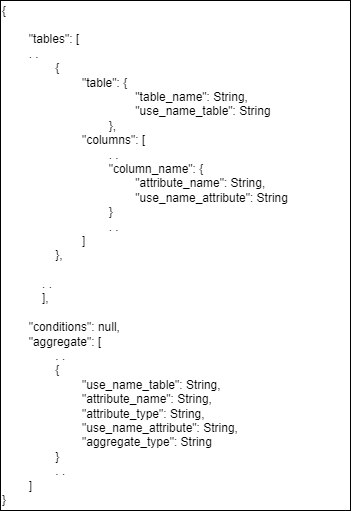 {
"tables": [
. .
{
"table": {
"table_name": String,
"use_name_table": String
},
"columns": [
. .
"column_name": {
"attribute_name": String,
"use_name_attribute": String
}
. .
]
},
. .
],
"conditions": null,
"aggregate": [
. .
{
"use_name_table": String,
"attribute_name": String,
"attribute_type": String,
"use_name_attribute": String,
"aggregate_type": String
}
. .
]
}